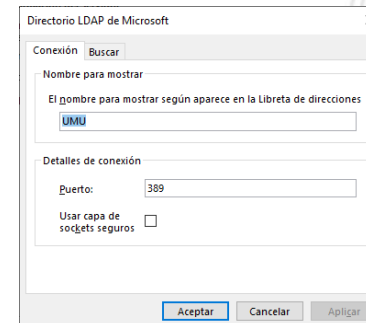 Directorio LDAP de Microsoft
Conexión Buscar
Nombre para mostrar
El nombre para mostrar según aparece en la Libreta de direcciones
UMU
Detalles de conexión
Puerto: 389
Usar capa de
sockets seguros
Aceptar Cancelar Aplicar